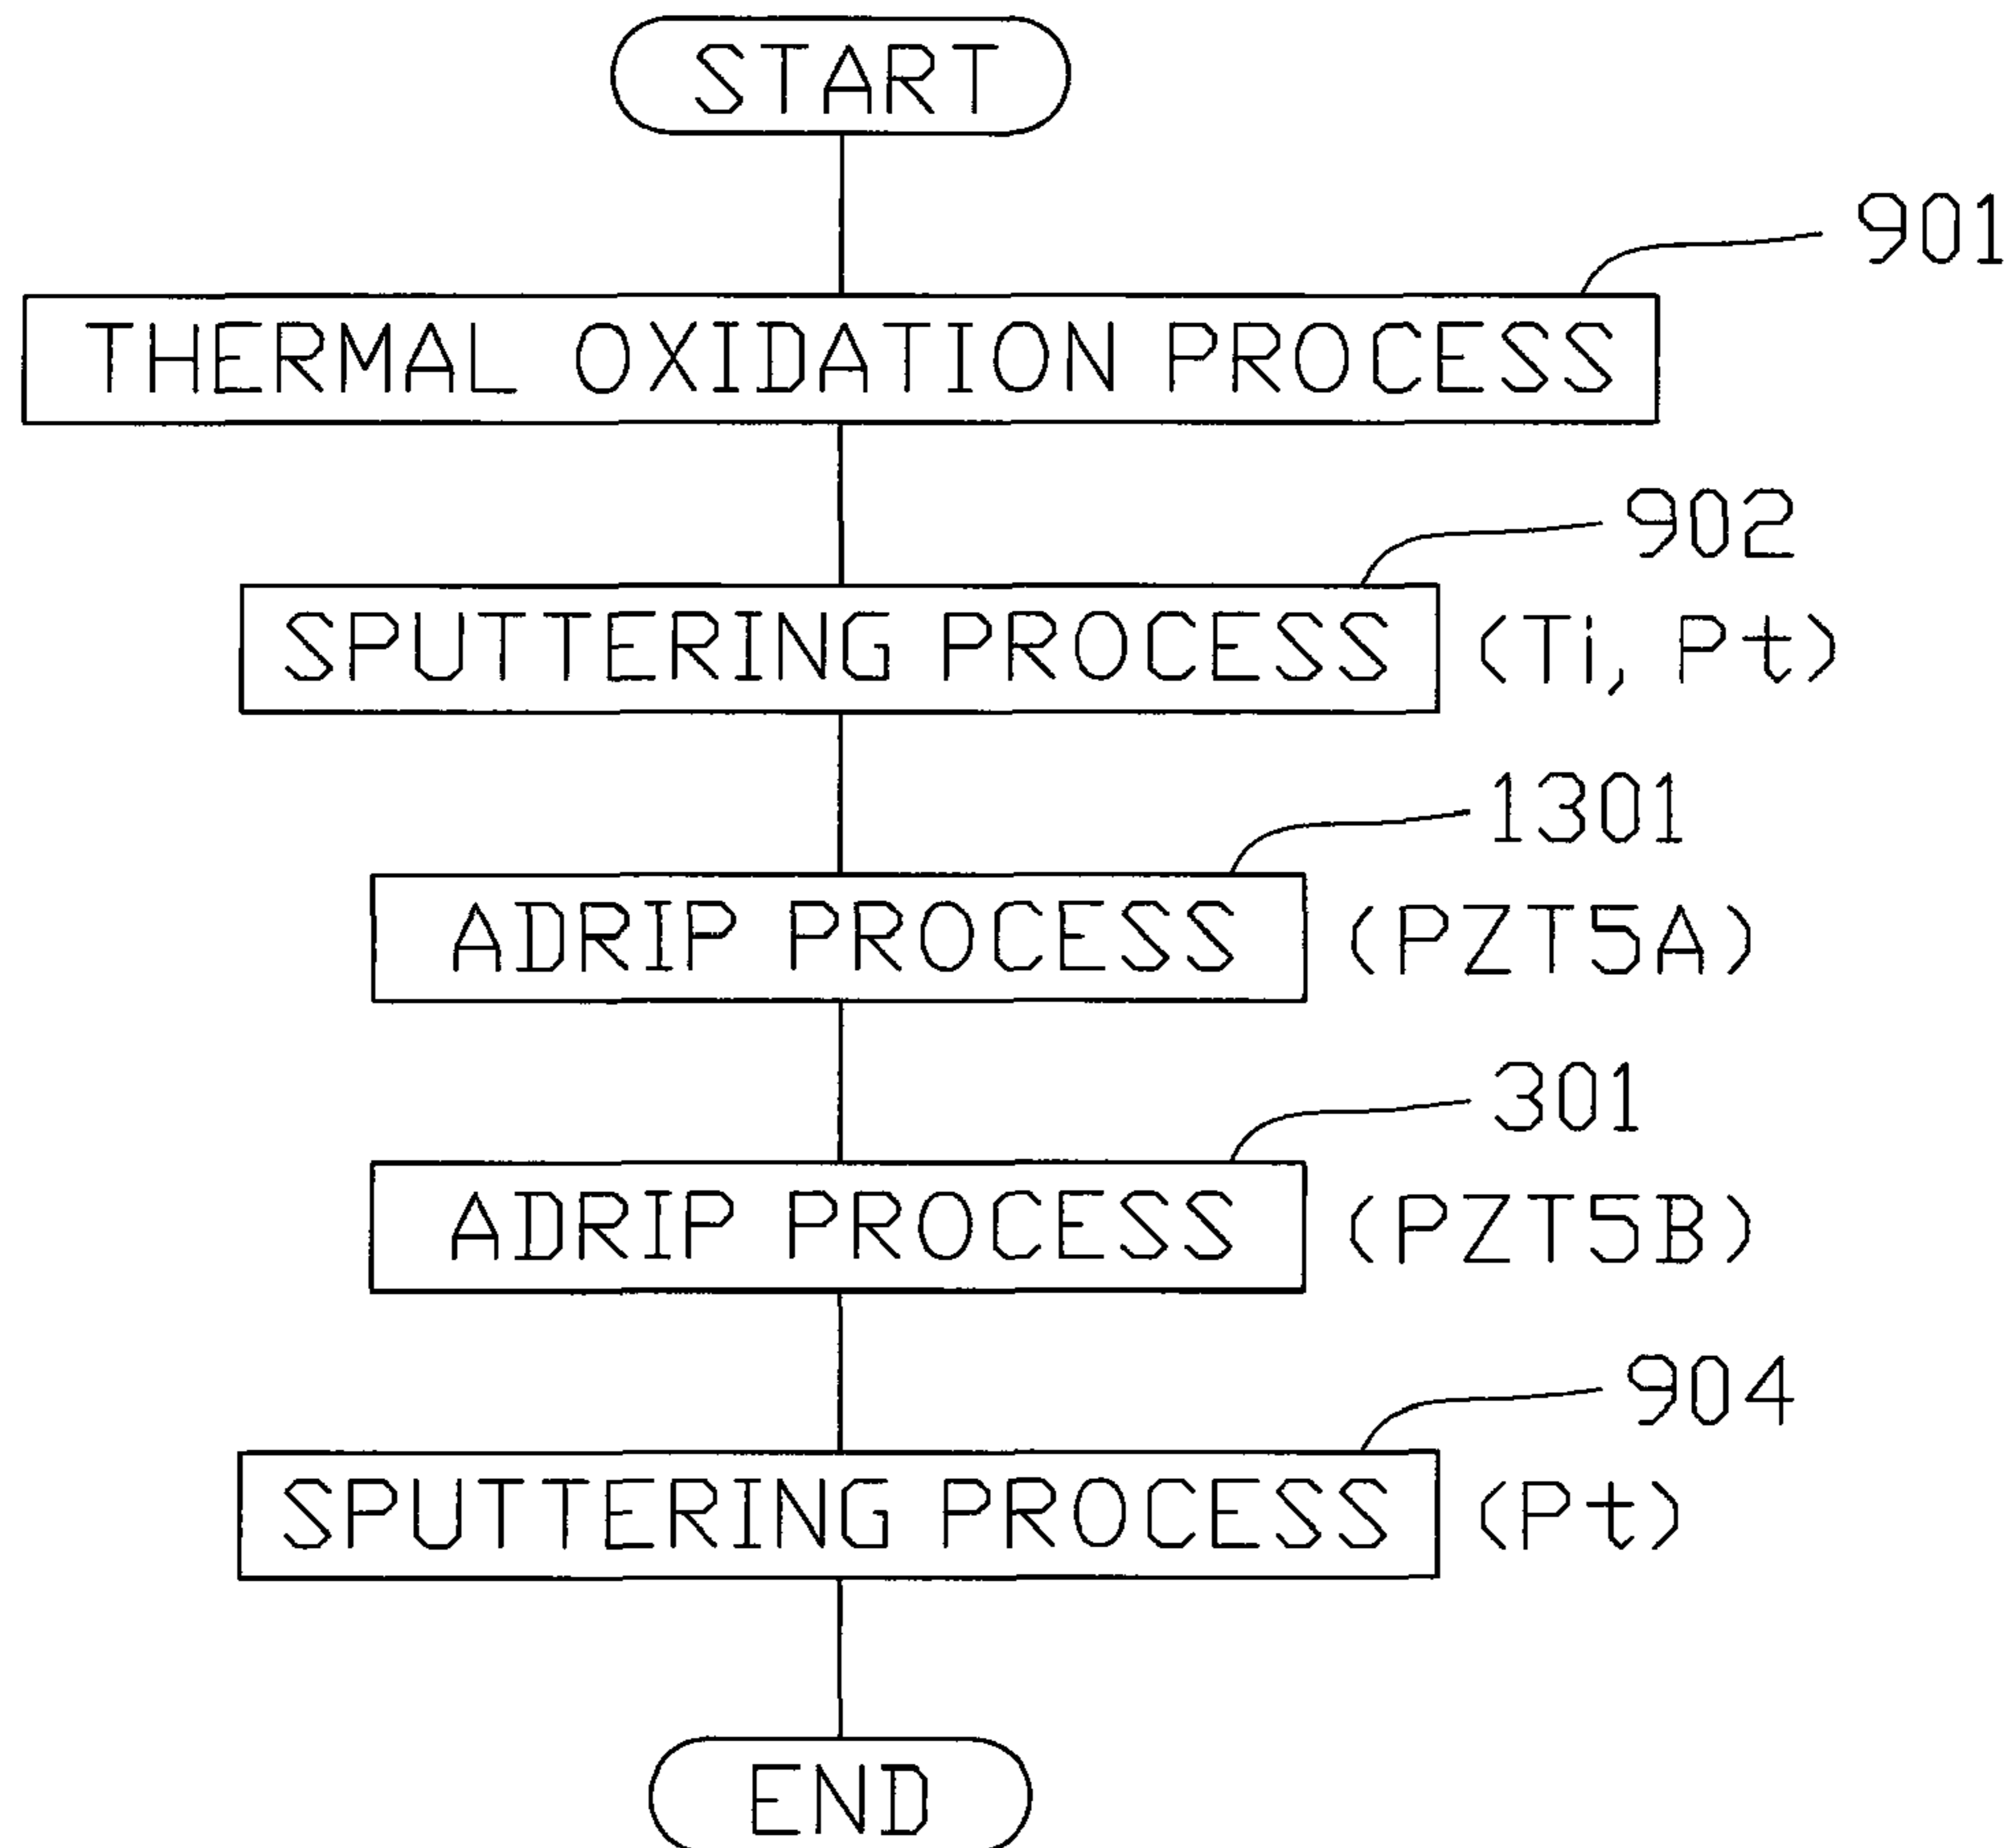 START
901
THERMAL OXIDATION PROCESS
902
SPUTTERING PROCESS (Ti, Pt)
1301
ADRIP PROCESS (PZT5A)
301
ADRIP PROCESS (PZT5B)
904
SPUTTERING PROCESS (Pt)
END